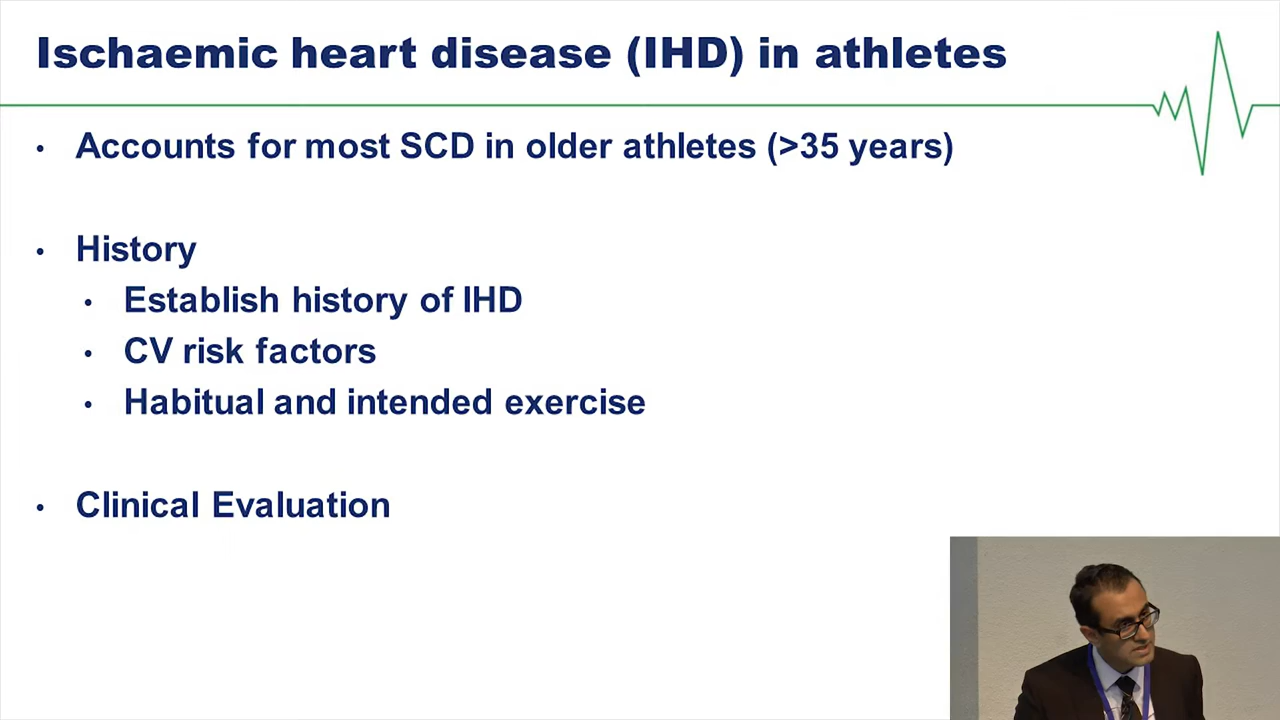 Ischaemic heart disease (IHD) in athletes
• Accounts for most SCD in older athletes (>35 years)
• History
• Establish history of IHD
• CV risk factors
• Habitual and intended exercise
• Clinical Evaluation